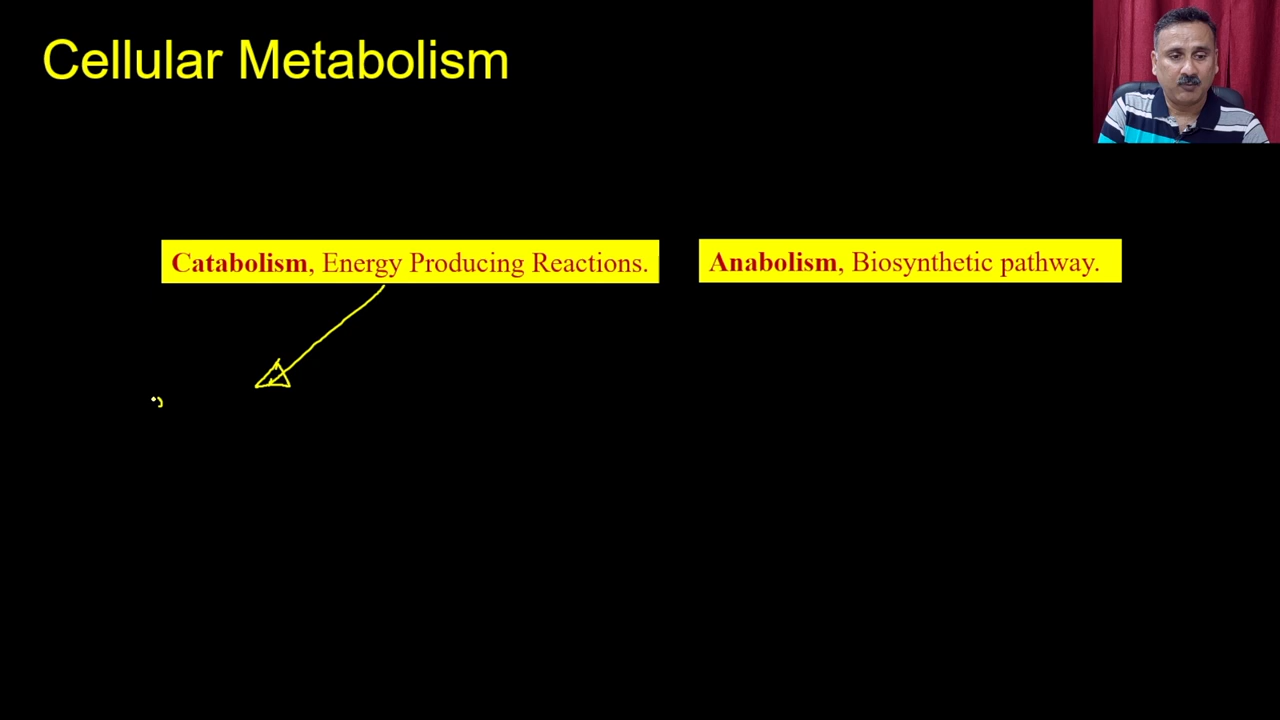 Cellular Metabolism
Catabolism, Energy Producing Reactions.
Anabolism, Biosynthetic pathway.